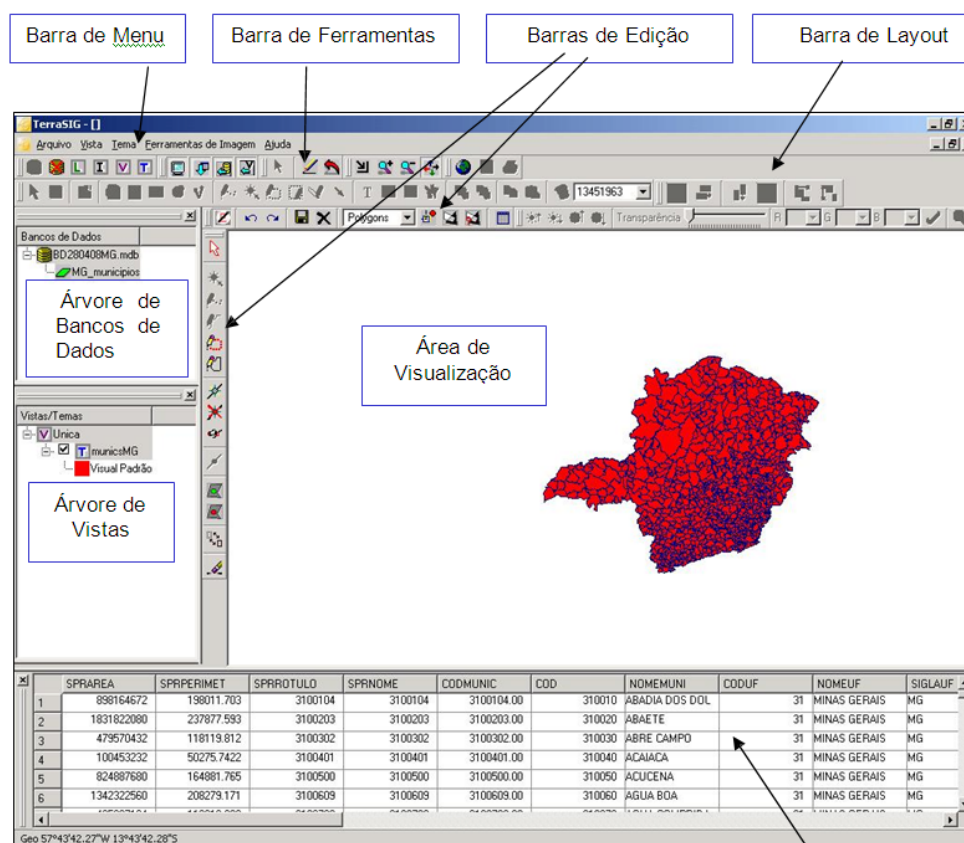 Barra de Menu
Barra de Ferramentas
Barras de Edição
Barra de Layout
TerraSIG - []
Arquivo Vista Tema Ferramentas de Imagem Ajuda
L I V T
T 13451963
Polygons Transparência R G B
Bancos de Dados
BD280408MG.mdb
MG_municipios
Árvore de
Bancos de
Dados
Área de
Visualização
Vistas/Temas
V Unica
T municsMG
Visual Padrão
Árvore de
Vistas
SPRAREA SPRPERIMET SPRROTULO SPRNOME CODMUNIC COD NOMEMUNI CODUF NOMEUF SIGLAUF
1 898164672 198011.703 3100104 3100104 3100104.00 310010 ABADIA DOS DOL 31 MINAS GERAIS MG
2 1831822080 237877.593 3100203 3100203 3100203.00 310020 ABAETE 31 MINAS GERAIS MG
3 479570432 118119.812 3100302 3100302 3100302.00 310030 ABRE CAMPO 31 MINAS GERAIS MG
4 100453232 50275.7422 3100401 3100401 3100401.00 310040 ACAIACA 31 MINAS GERAIS MG
5 824887680 164881.765 3100500 3100500 3100500.00 310050 ACUCENA 31 MINAS GERAIS MG
6 1342322560 208279.171 3100609 3100609 3100609.00 310060 AGUA BOA 31 MINAS GERAIS MG
Geo 57°43'42.27"W 13°43'42.28"S